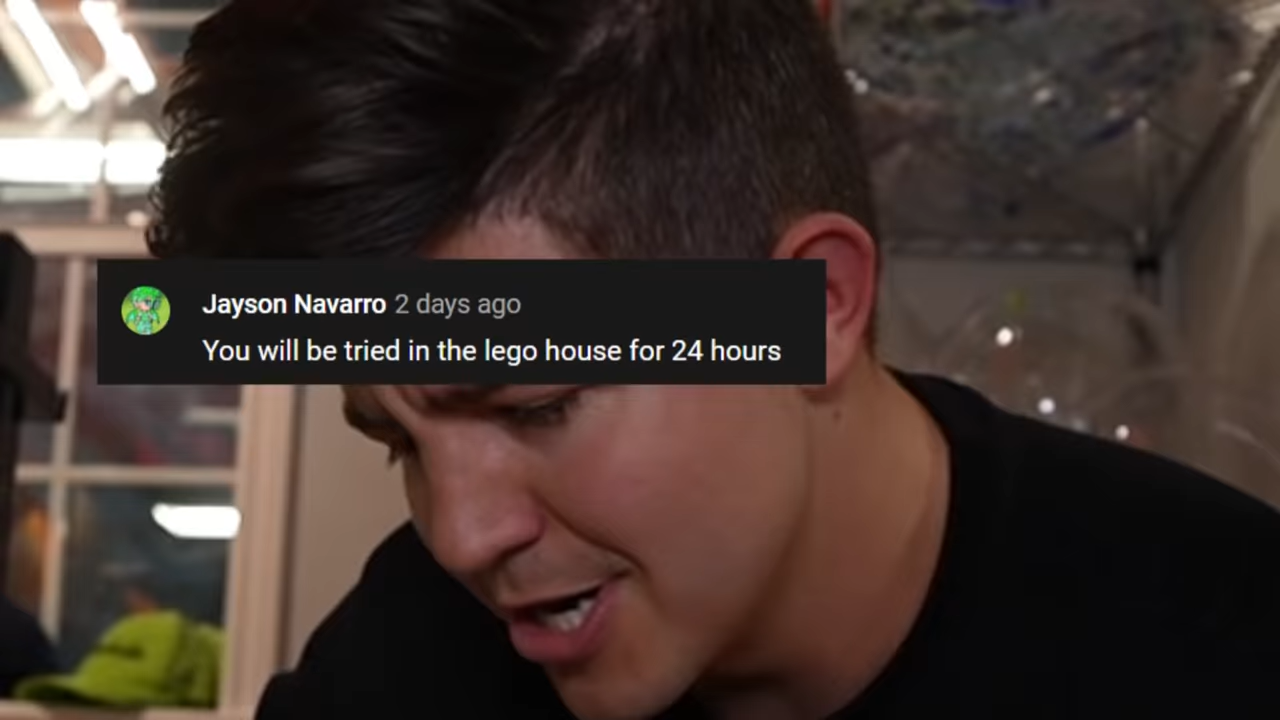 Jayson Navarro 2 days ago
You will be tried in the lego house for 24 hours